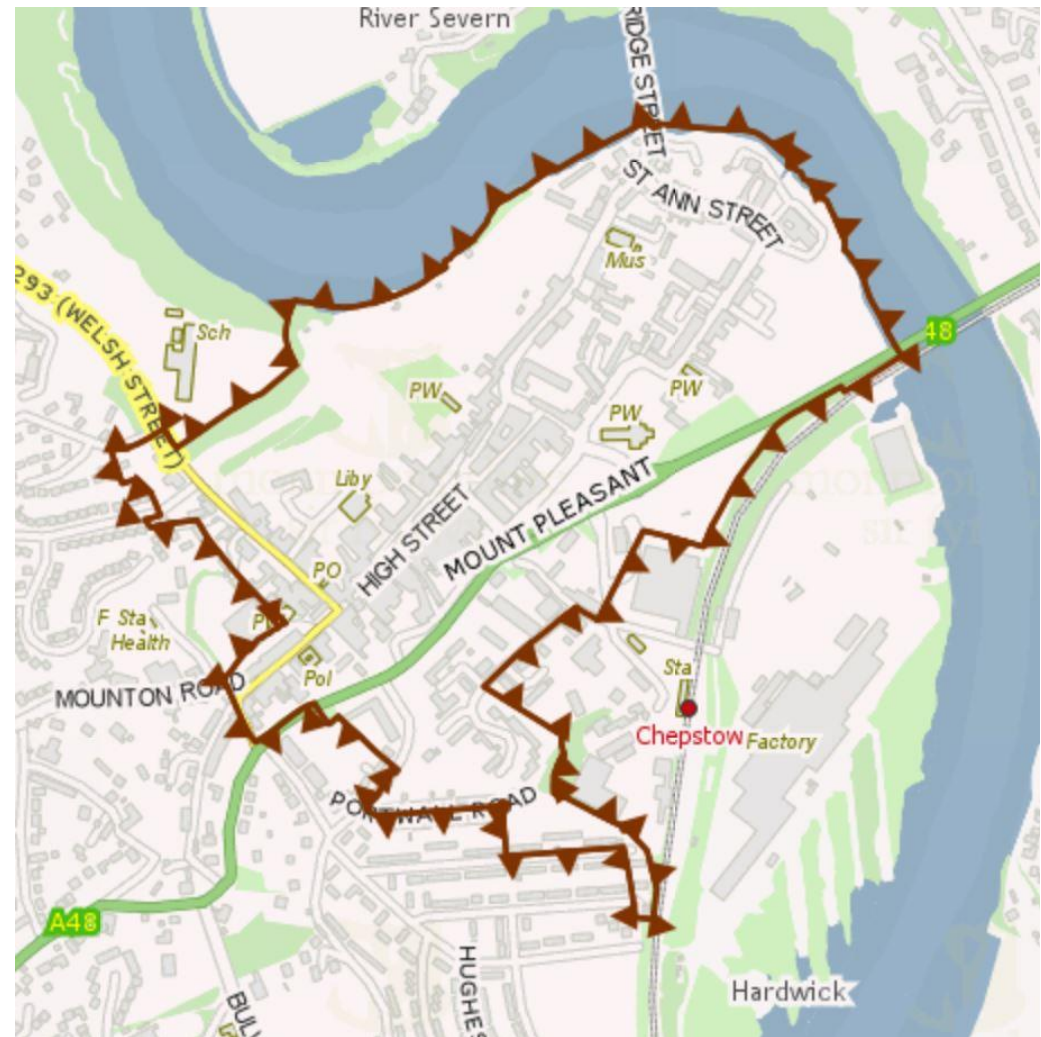 River Severn
RIDGE STREET
ST ANN STREET
Mus
293 (WELSH STREET)
Sch
48
PW
PW
PW
Liby
HIGH STREET
MOUNT PLEASANT
PO
F Sta
Health
MOUNTON ROAD
Pol
Sta
Chepstow
Factory
PORTWALL ROAD
A48
HUGHES
Hardwick
BUL